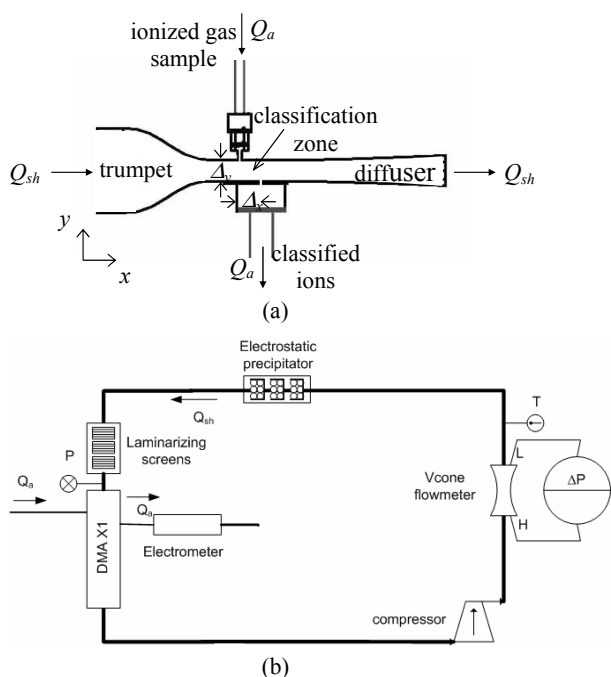 ionized gas
sample
Qa
classification
zone
Qsh
trumpet
Δy
diffuser
Qsh
Δx
y
x
Qa
classified
ions
(a)
Electrostatic
precipitator
Qsh
T
Laminarizing
screens
P
L
Vcone
flowmeter
ΔP
H
Qa
Qa
DMA X1
Electrometer
compressor
(b)